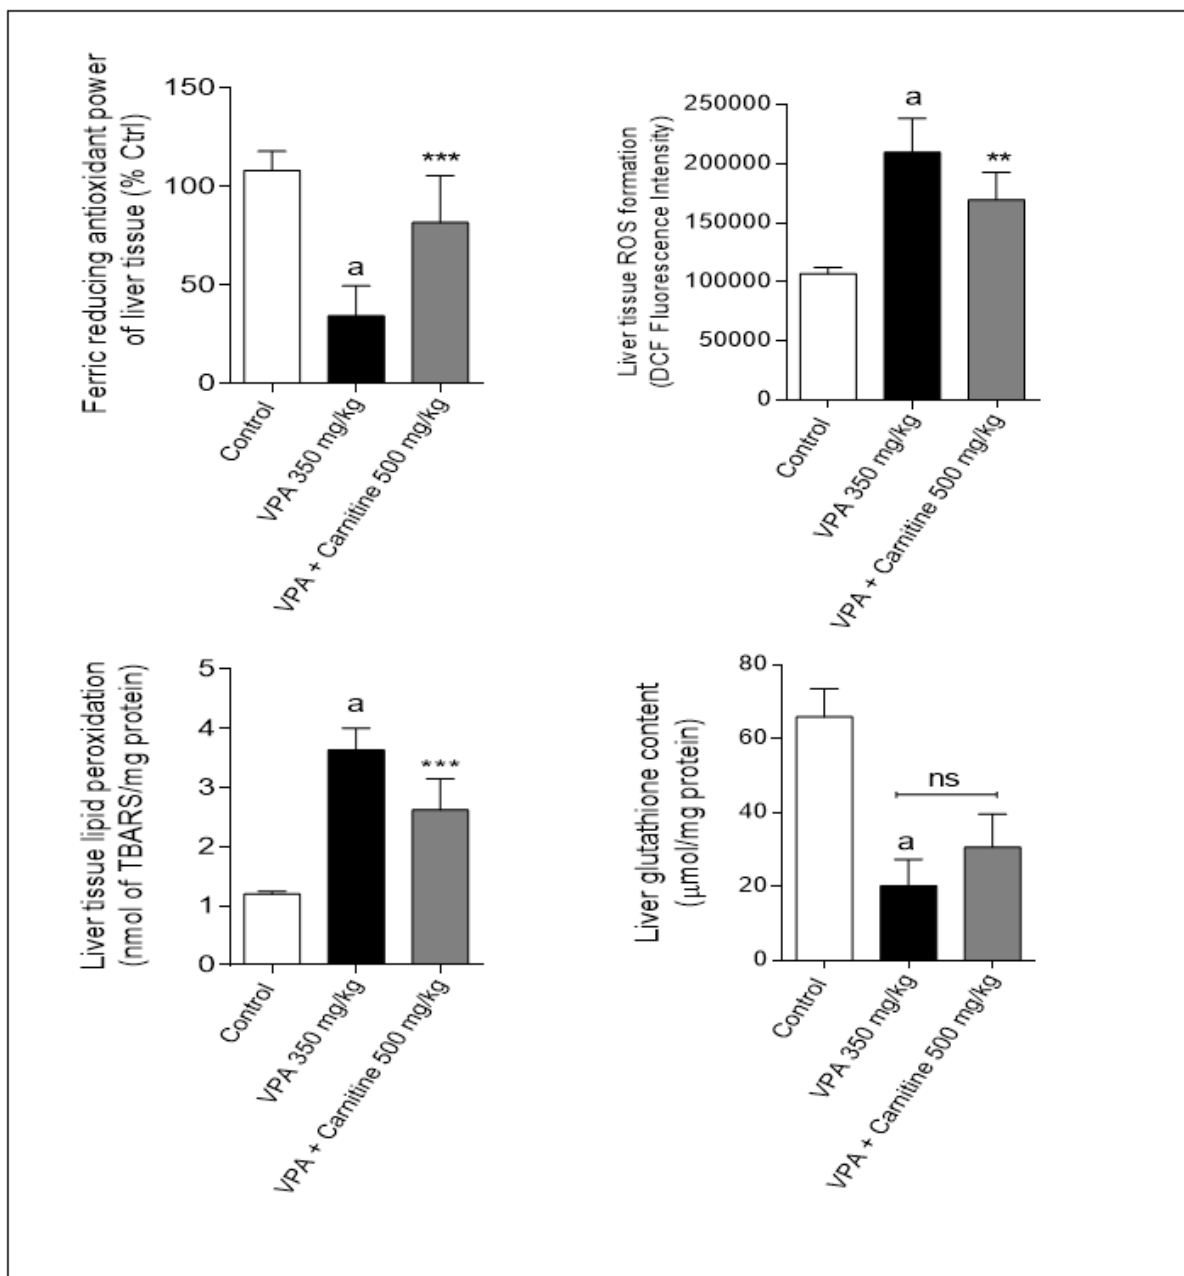 Ferric reducing antioxidant power
of liver tissue (% Ctrl)
150
100
50
0
a
***
Control
VPA 350 mg/kg
VPA + Carnitine 500 mg/kg
Liver tissue ROS formation
(DCF Fluorescence Intensity)
250000
200000
150000
100000
50000
0
a
**
Control
VPA 350 mg/kg
VPA + Carnitine 500 mg/kg
Liver tissue lipid peroxidation
(nmol of TBARS/mg protein)
5
4
3
2
1
0
a
***
Control
VPA 350 mg/kg
VPA + Carnitine 500 mg/kg
Liver glutathione content
(μmol/mg protein)
80
60
40
20
0
a
ns
Control
VPA 350 mg/kg
VPA + Carnitine 500 mg/kg